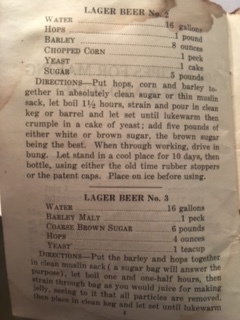 LAGER BEER No. 2
WATER 16 gallons
HOPS 1 pound
BARLEY 8 ounces
CHOPPED CORN 1 peck
YEAST 1 cake
SUGAR 5 pounds
DIRECTIONS—Put hops, corn and barley to-
gether in absolutely clean sugar or thin muslin
sack, let boil 1½ hours, strain and pour in clean
keg or barrel and let set until lukewarm then
crumple in a cake of yeast; add five pounds of
either white or brown sugar, the brown sugar
being the best. When through working, drive in
bung. Let stand in a cool place for 10 days, then
bottle, using either the old time rubber stoppers
or the patent caps. Place on ice before using.
LAGER BEER No. 3
WATER 16 gallons
BARLEY MALT 1 peck
COARSE BROWN SUGAR 6 pounds
HOPS 4 ounces
YEAST 1 teacup
DIRECTIONS—Put the barley and hops together
in clean muslin sack (a sugar bag will answer the
purpose), let boil one and one-half hours, then
strain through bag as you would juice for making
jelly, seeing to it that all particles are removed,
then place in clean keg and let set until lukewarm,
4